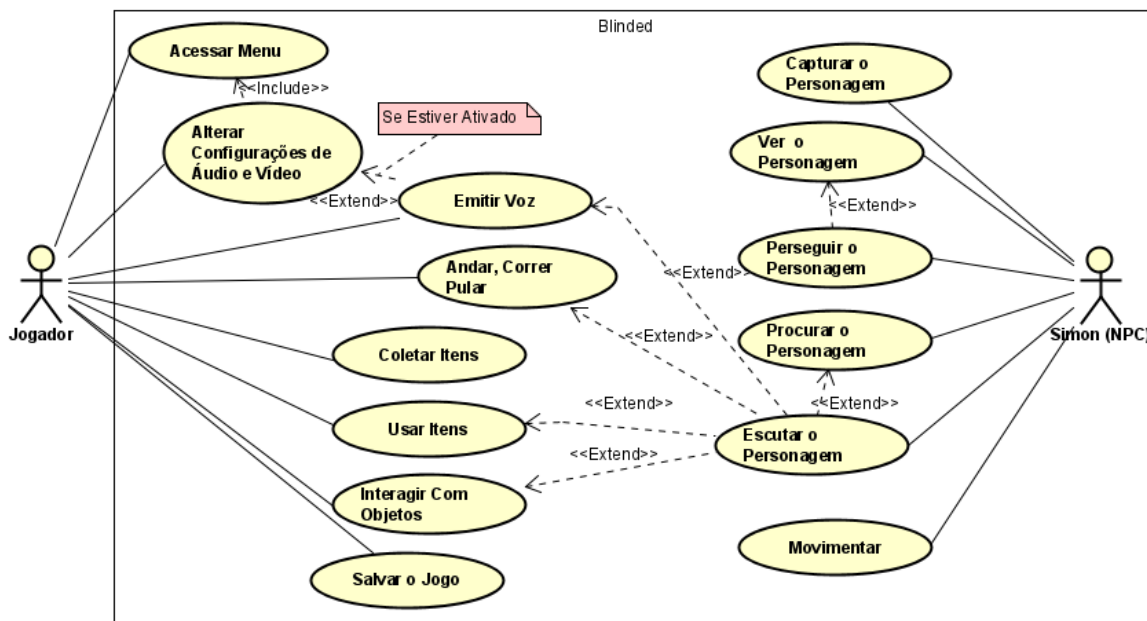 Blinded
Acessar Menu
<<Include>>
Alterar
Configurações de
Áudio e Vídeo
Se Estiver Ativado
<<Extend>>
Emitir Voz
Andar, Correr
Pular
Coletar Itens
Usar Itens
Interagir Com
Objetos
Salvar o Jogo
Jogador
<<Extend>>
<<Extend>>
<<Extend>>
<<Extend>>
Capturar o
Personagem
Ver o
Personagem
<<Extend>>
Perseguir o
Personagem
Procurar o
Personagem
<<Extend>>
Escutar o
Personagem
Movimentar
Simon (NPC)